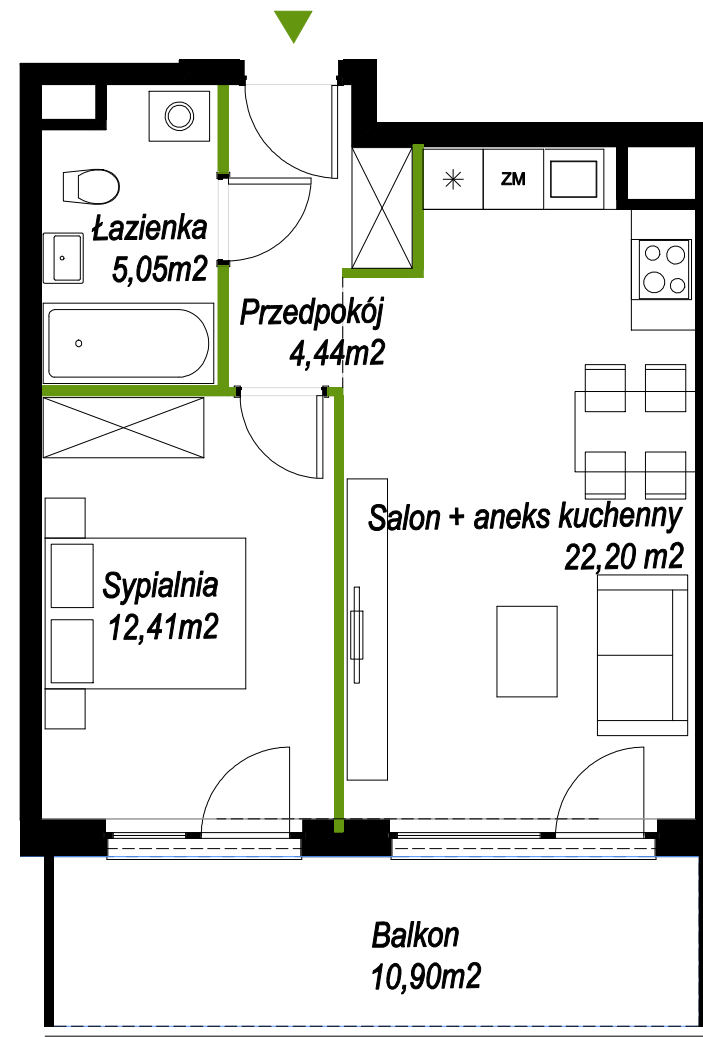 ZM
Łazienka
5,05m2
Przedpokój
4,44m2
Salon + aneks kuchenny
22,20 m2
Sypialnia
12,41m2
Balkon
10,90m2